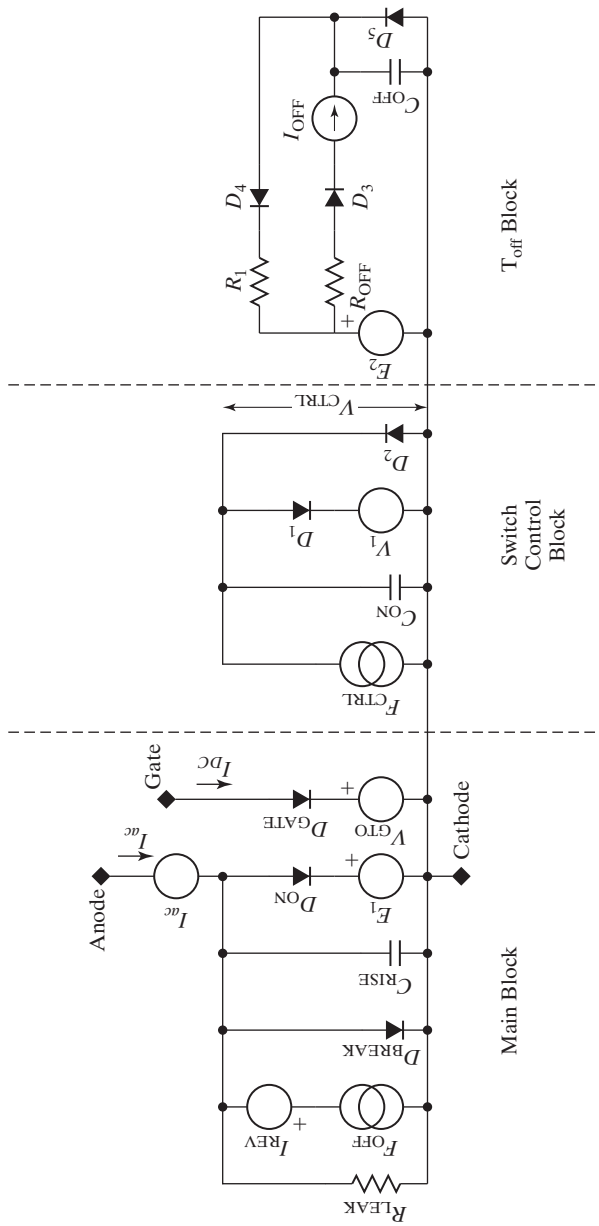 Anode
I_ac
I_ac
Gate
I_DC
R_LEAK
I_REV
+
F_OFF
D_BREAK
C_RISE
D_ON
+
E_1
D_GATE
+
V_GTO
Cathode
Main Block
F_CTRL
C_ON
D_1
V_1
D_2
V_CTRL
Switch
Control
Block
R_1
D_4
R_OFF
D_3
I_OFF
+
E_2
C_OFF
D_5
T_off Block